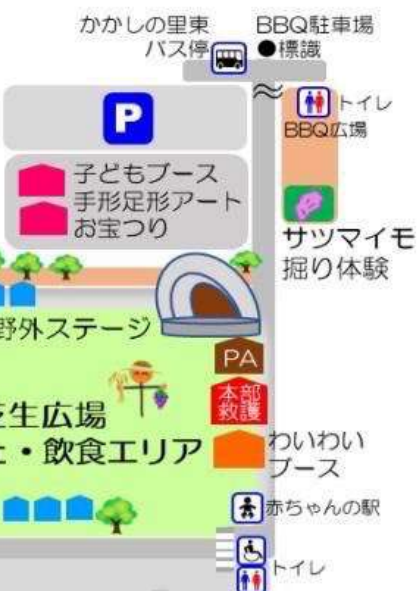 かかしの里東
バス停
BBQ駐車場
●標識
P
トイレ
BBQ広場
子どもブース
手形足形アート
お宝つり
サツマイモ
掘り体験
野外ステージ
PA
本部
救護
芝生広場
・飲食エリア
わいわい
ブース
赤ちゃんの駅
トイレ